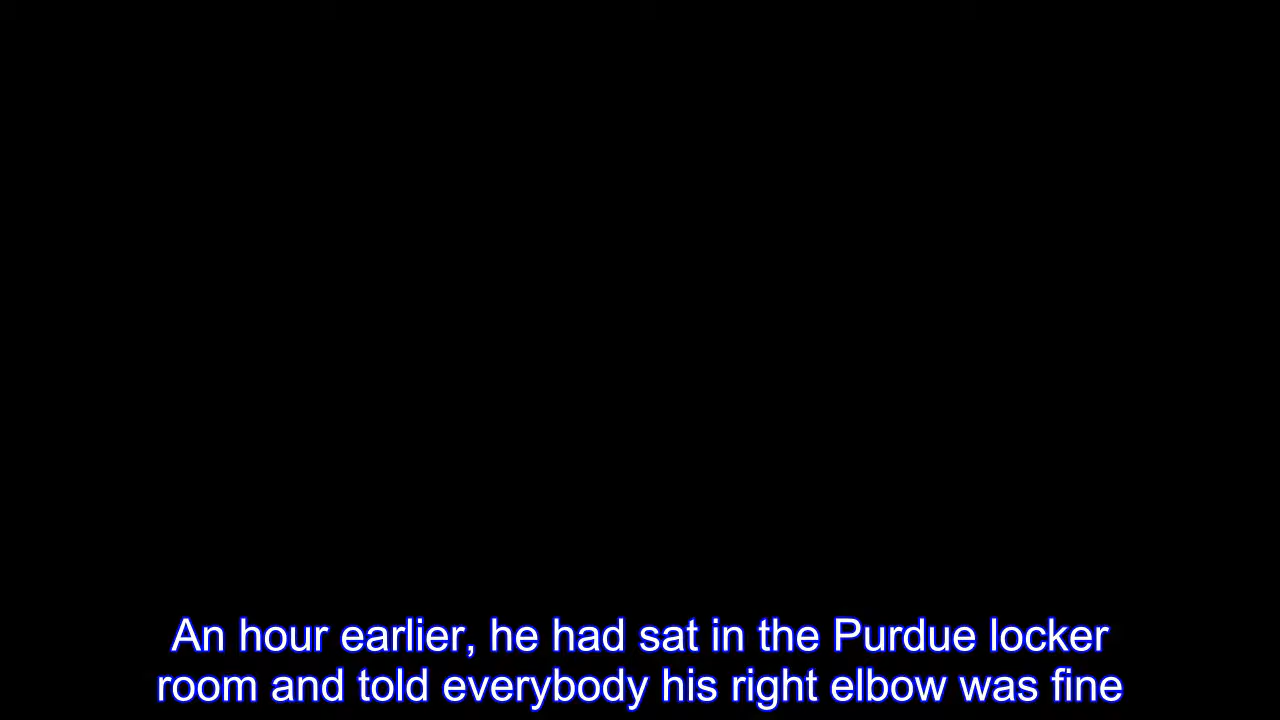 An hour earlier, he had sat in the Purdue locker
room and told everybody his right elbow was fine